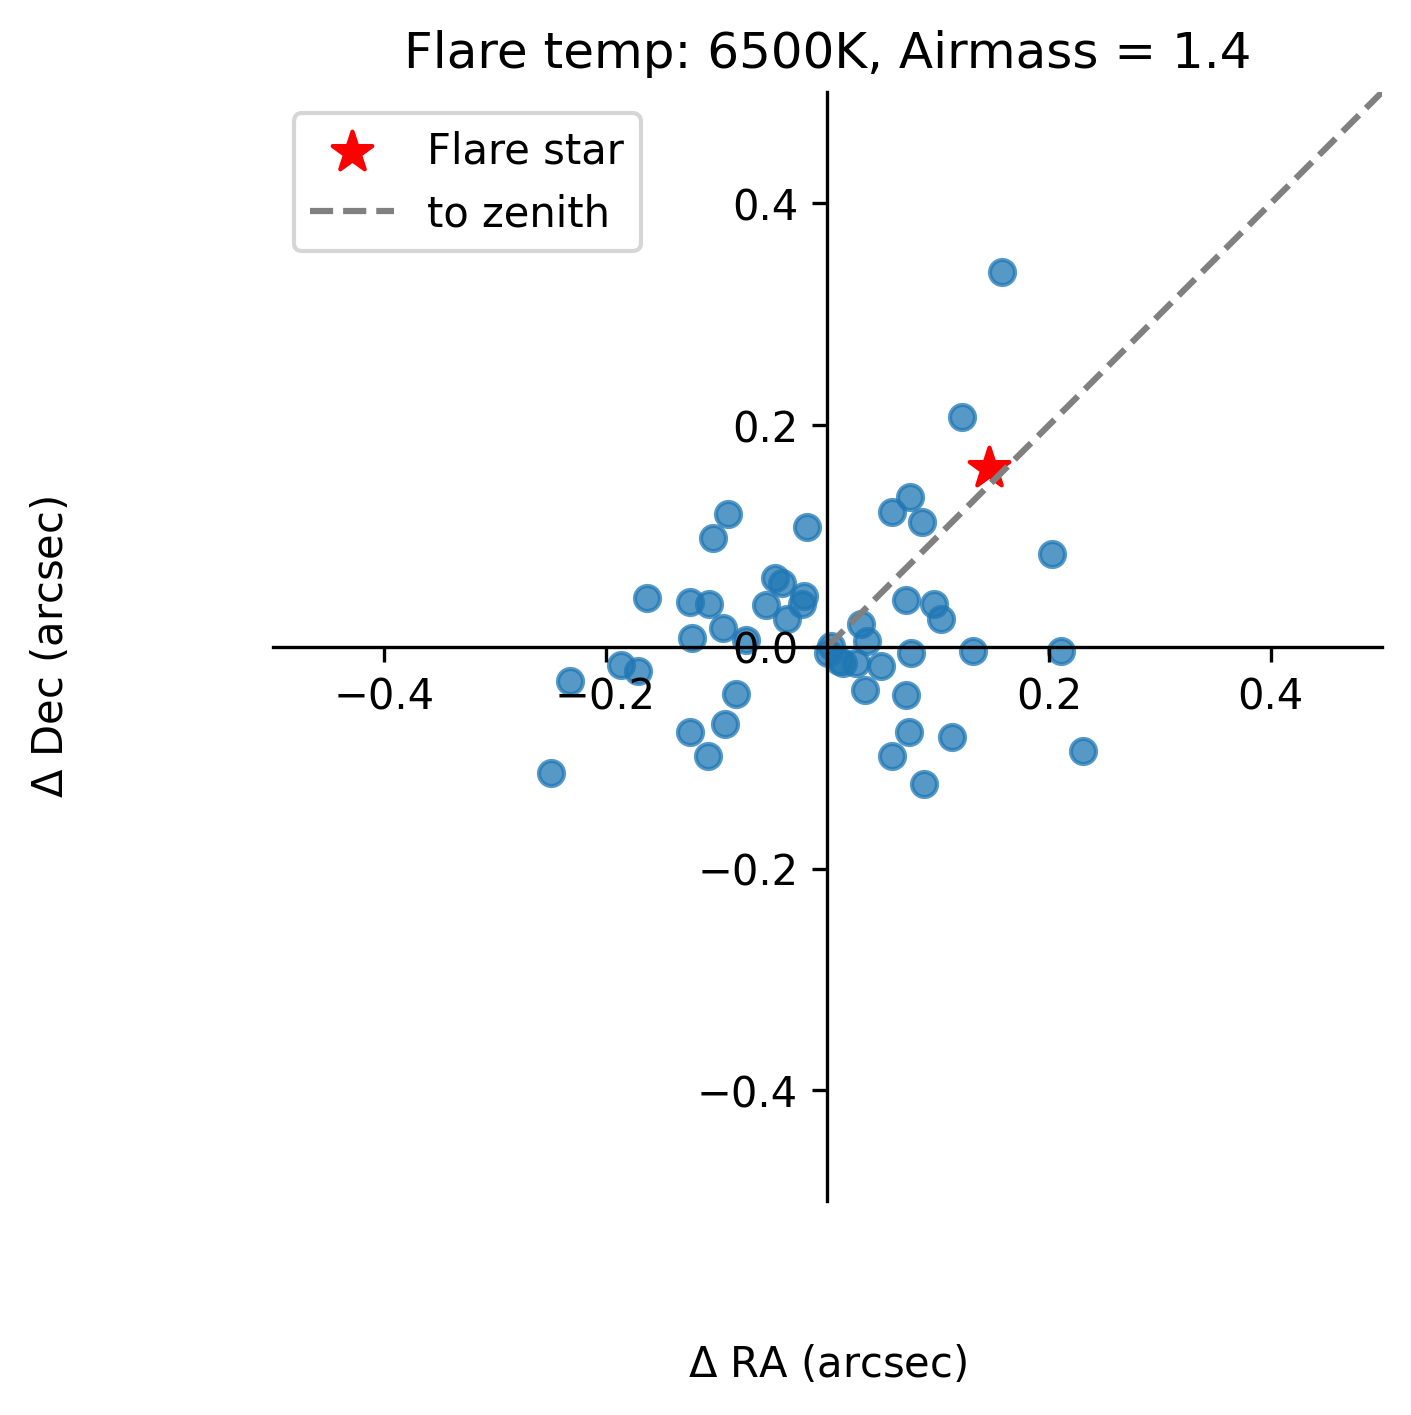 Flare temp: 6500K, Airmass = 1.4
Flare star
to zenith
0.4
0.2
0.0
−0.4
−0.2
0.2
0.4
−0.2
−0.4
Δ Dec (arcsec)
Δ RA (arcsec)